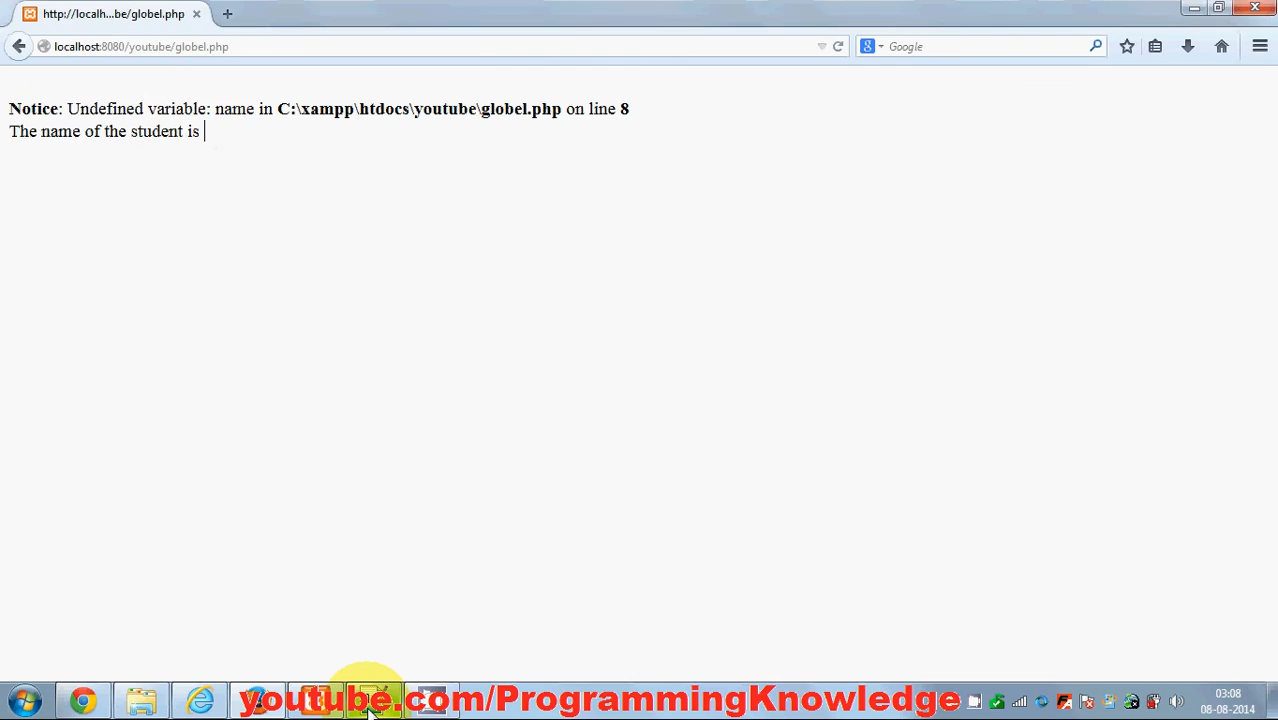 http://localh...be/globel.php
localhost:8080/youtube/globel.php
Google
Notice: Undefined variable: name in C:\xampp\htdocs\youtube\globel.php on line 8
The name of the student is
youtube.com/ProgrammingKnowledge
03:08
08-08-2014